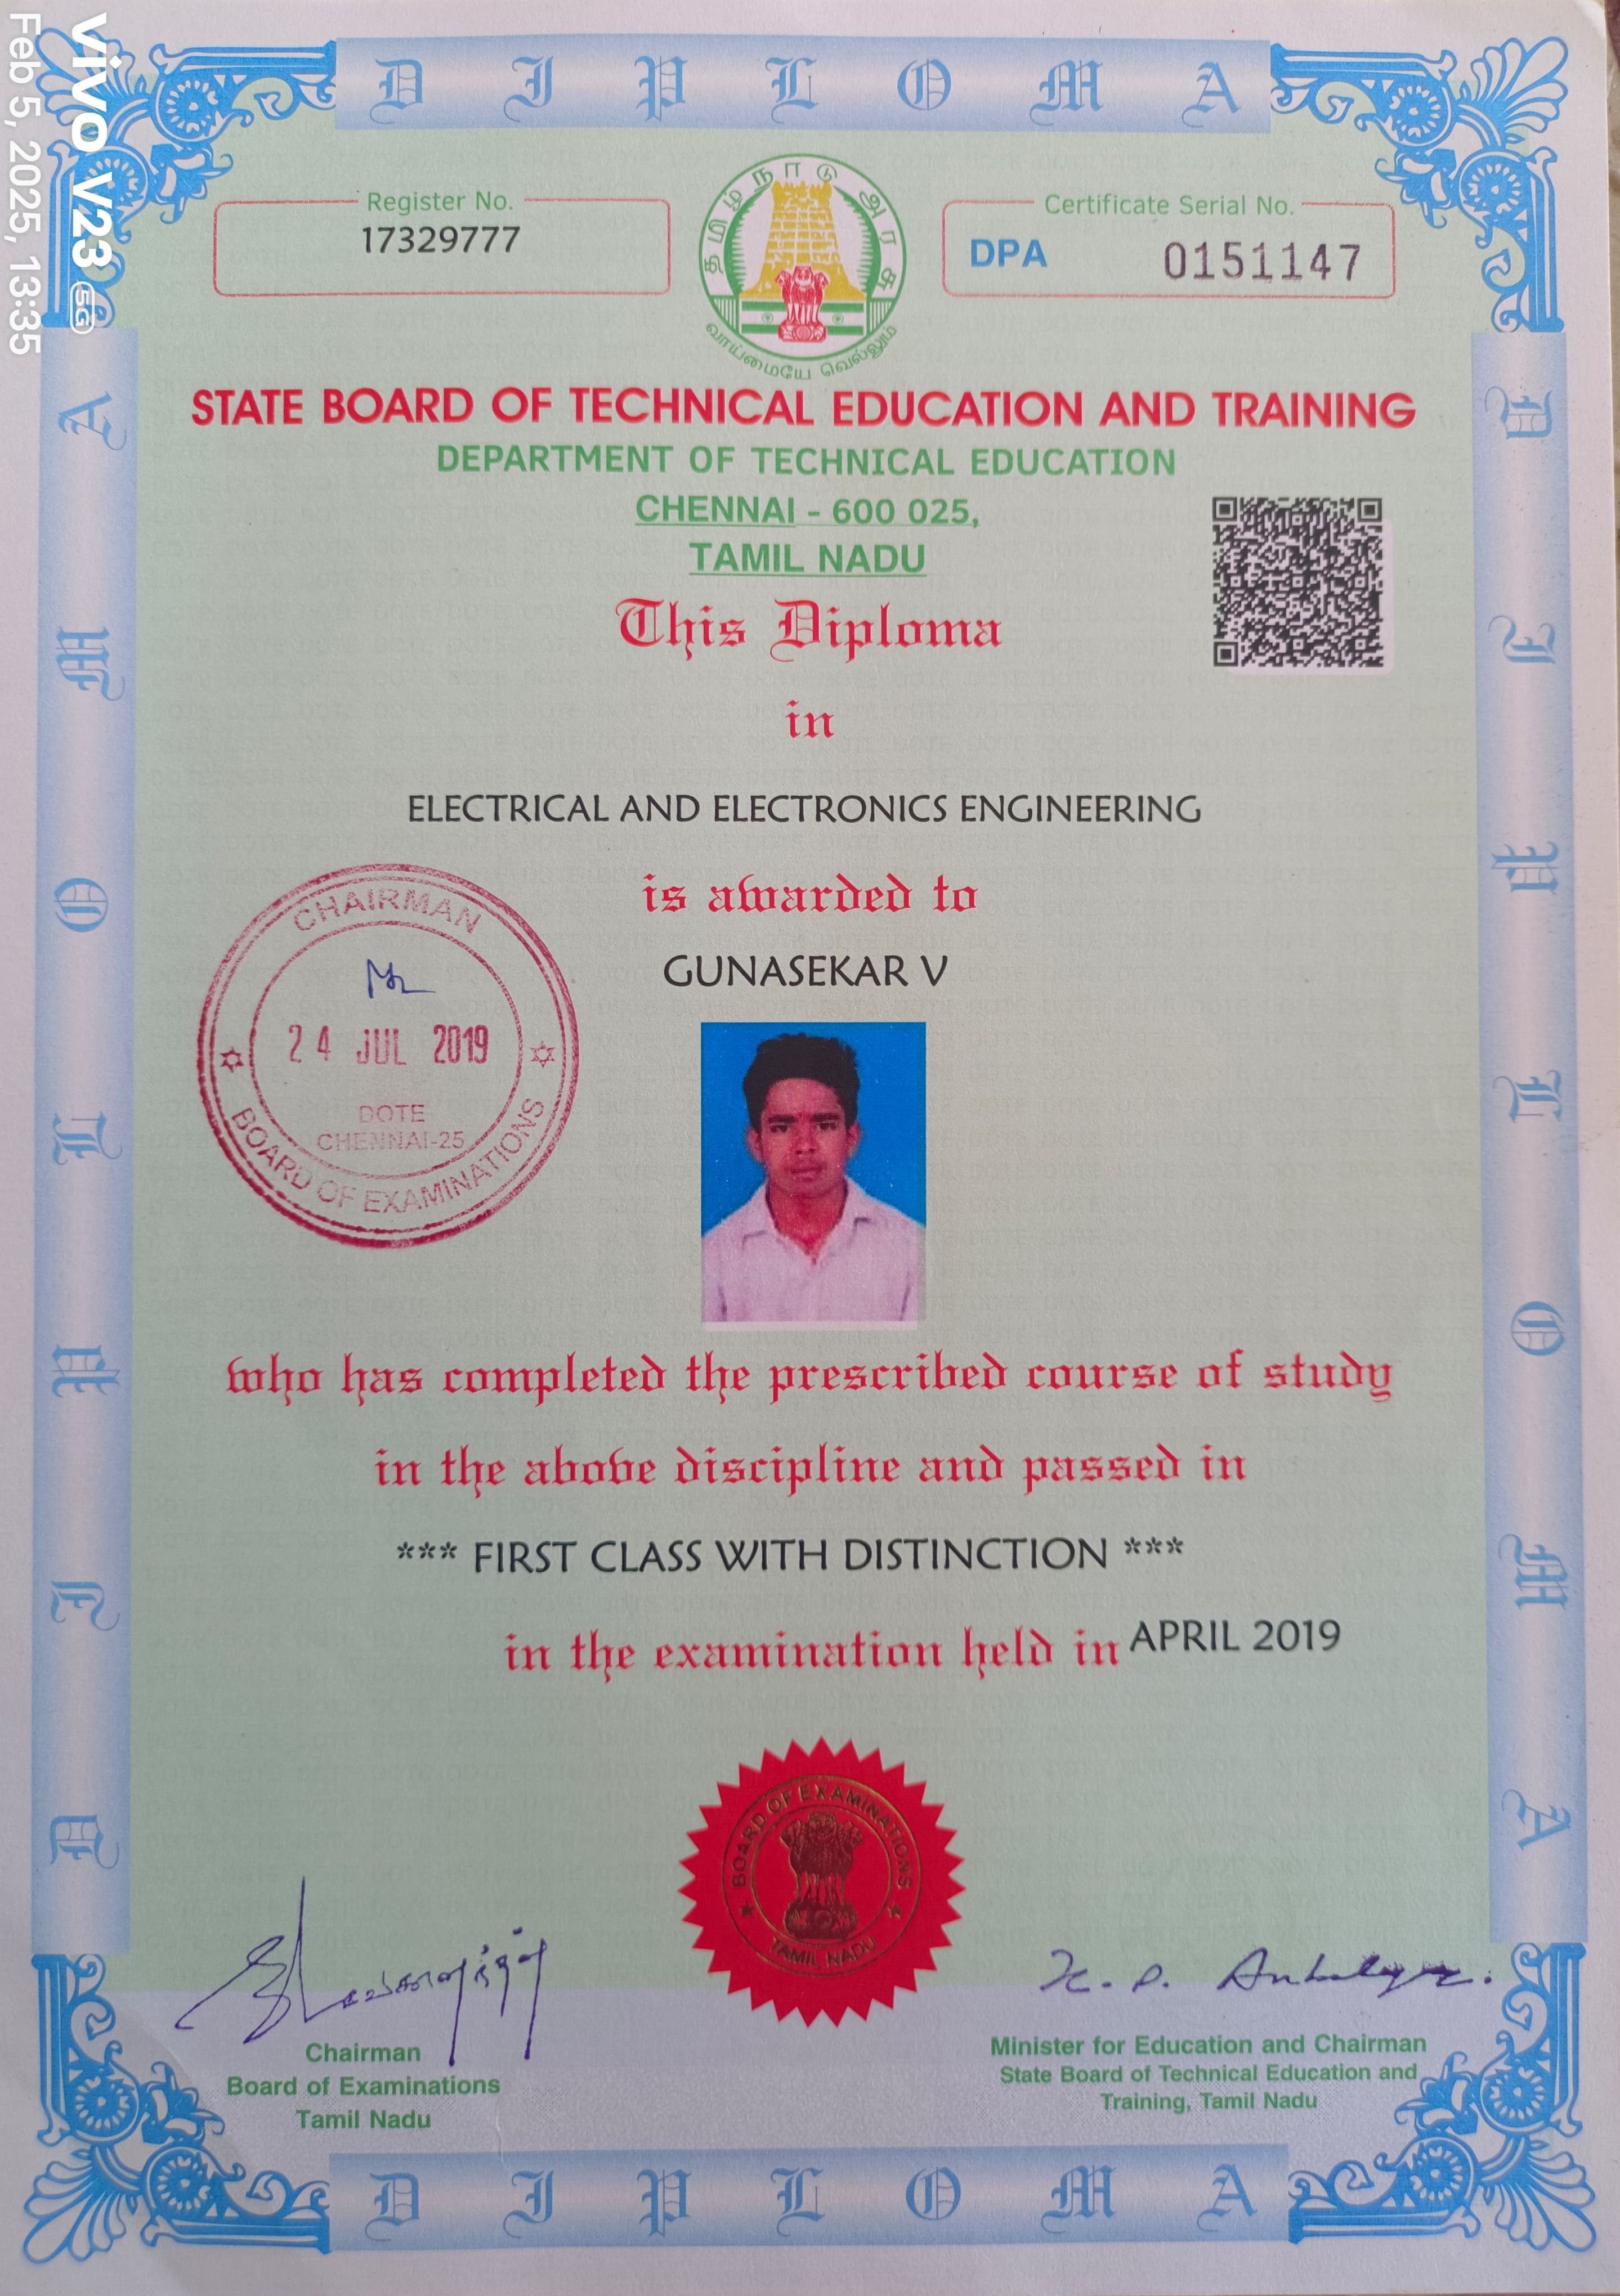 DIPLOMA
vivo V23 5G
Feb 5, 2025, 13:35
Register No.
17329777
தமிழ்நாடு அரசு
வாய்மையே வெல்லும்
Certificate Serial No.
DPA 0151147
STATE BOARD OF TECHNICAL EDUCATION AND TRAINING
DEPARTMENT OF TECHNICAL EDUCATION
CHENNAI - 600 025,
TAMIL NADU
This Diploma
in
ELECTRICAL AND ELECTRONICS ENGINEERING
is awarded to
GUNASEKAR V
CHAIRMAN
24 JUL 2019
DOTE
CHENNAI-25
BOARD OF EXAMINATIONS
who has completed the prescribed course of study
in the above discipline and passed in
*** FIRST CLASS WITH DISTINCTION ***
in the examination held in APRIL 2019
BOARD OF EXAMINATIONS
TAMIL NADU
Chairman
Board of Examinations
Tamil Nadu
Minister for Education and Chairman
State Board of Technical Education and
Training, Tamil Nadu
DIPLOMA
DIPLOMA
DIPLOMA